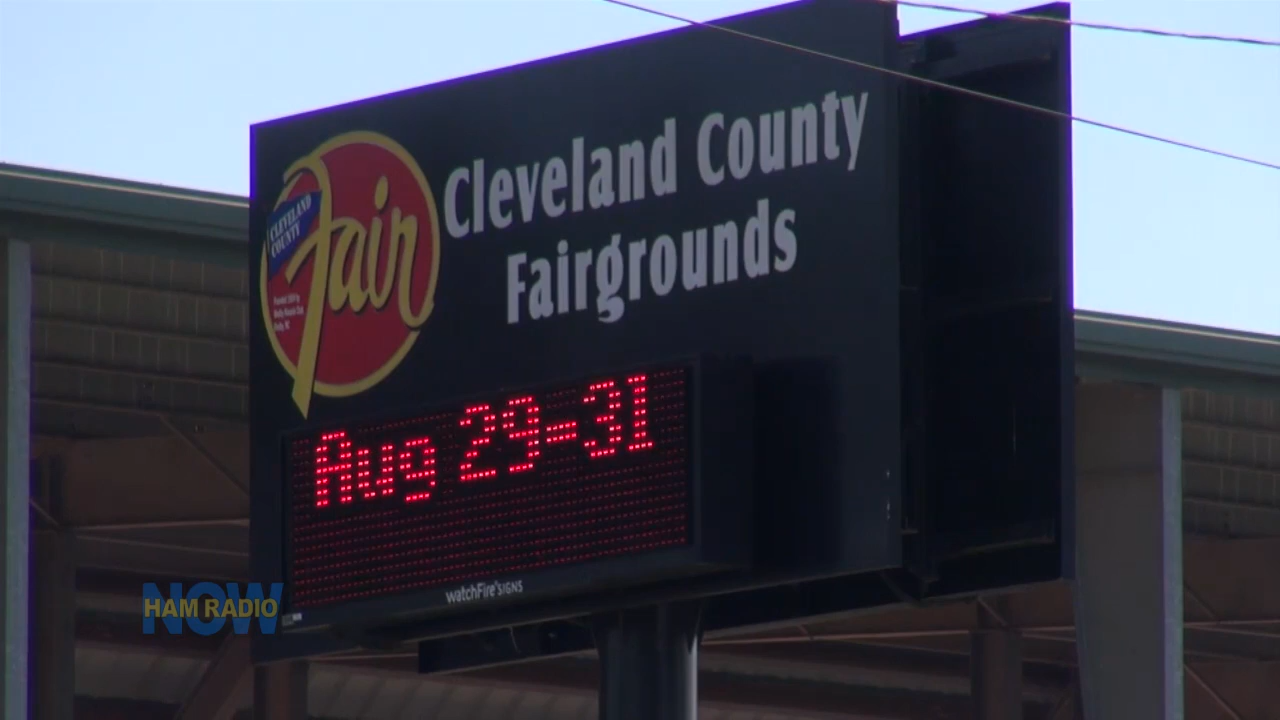 Cleveland County
Fairgrounds
CLEVELAND
COUNTY
Fair
Aug 29-31
watchFire SIGNS
NOW
HAM RADIO